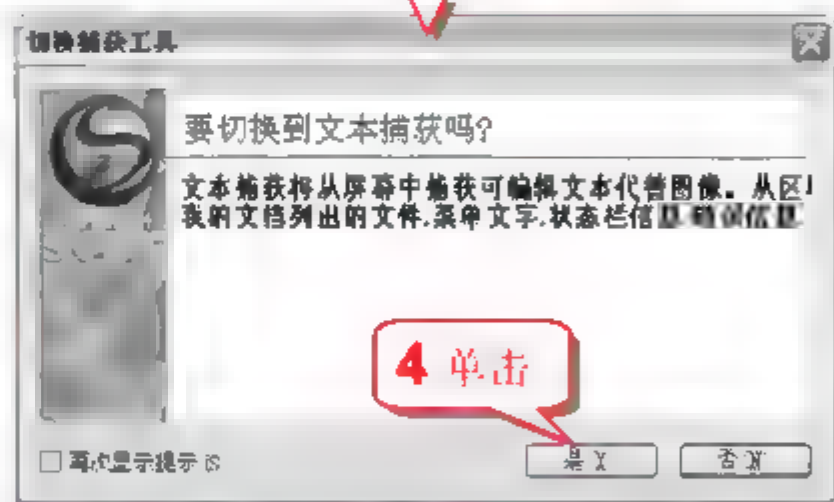 切换捕获工具
要切换到文本捕获吗?
文本捕获将从屏幕中捕获可编辑文本代替图像。从区
我的文档列出的文件,菜单文字,状态栏信息
4 单击
示提示
是
否